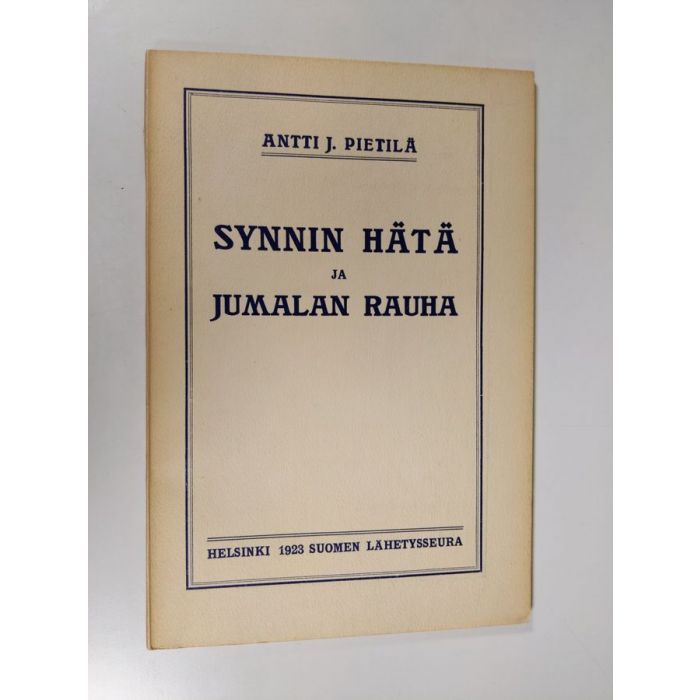 ANTTI J. PIETILÄ
SYNNIN HÄTÄ
JA
JUMALAN RAUHA
HELSINKI 1923 SUOMEN LÄHETYSSEURA